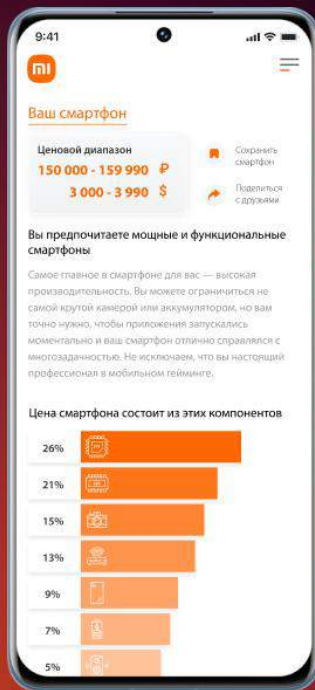 9:41
mi
Ваш смартфон
Ценовой диапазон
150 000 - 159 990 ₽
3 000 - 3 990 $
Сохранить
смартфон
Поделиться
с друзьями
Вы предпочитаете мощные и функциональные
смартфоны
Самое главное в смартфоне для вас — высокая
производительность. Вы можете ограничиться не
самой крутой камерой или аккумулятором, но вам
точно нужно, чтобы приложения запускались
моментально и ваш смартфон отлично справлялся с
многозадачностью. Не исключаем, что вы настоящий
профессионал в мобильном гейминге.
Цена смартфона состоит из этих компонентов
26%
21%
15%
13%
9%
7%
5%